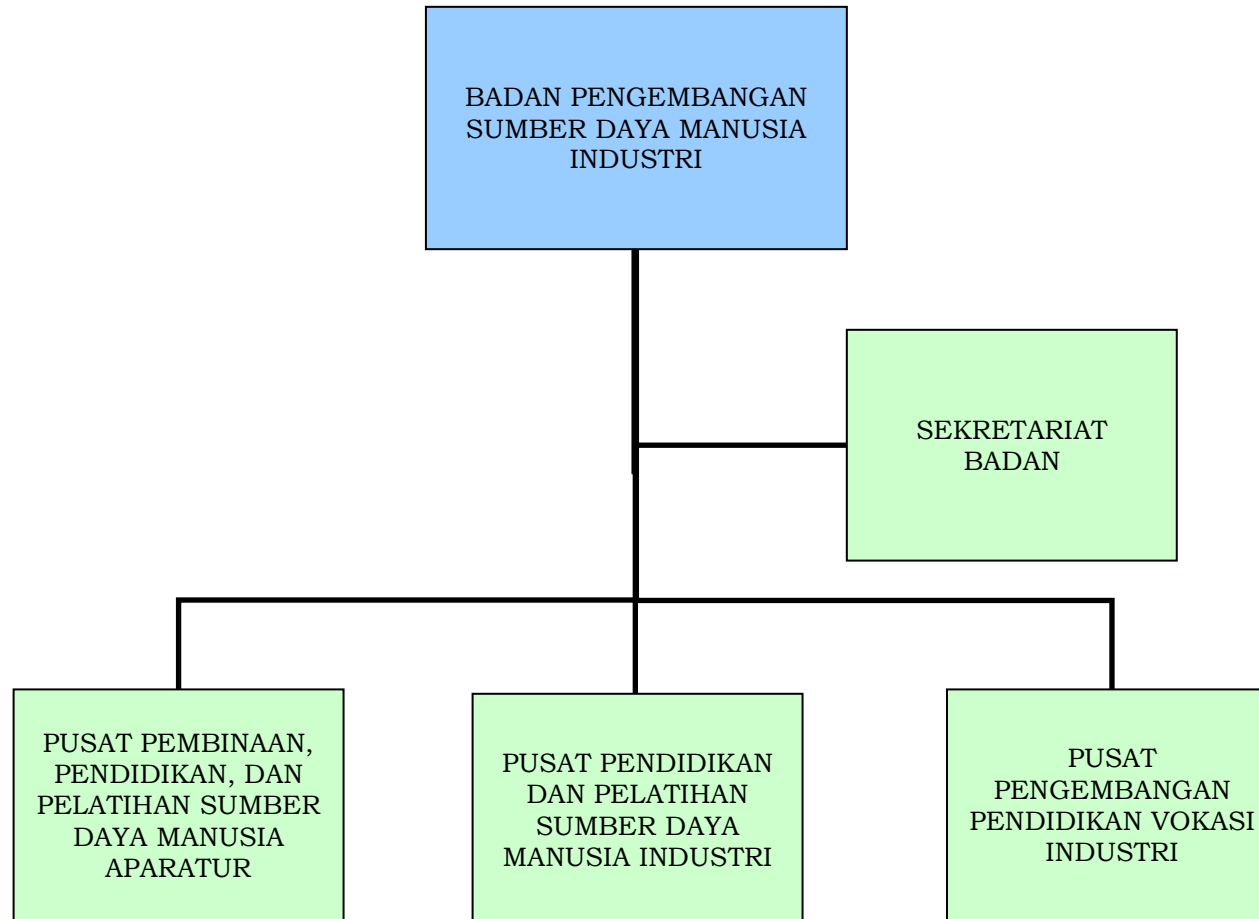 BADAN PENGEMBANGAN
SUMBER DAYA MANUSIA
INDUSTRI
SEKRETARIAT
BADAN
PUSAT PEMBINAAN,
PENDIDIKAN, DAN
PELATIHAN SUMBER
DAYA MANUSIA
APARATUR
PUSAT PENDIDIKAN
DAN PELATIHAN
SUMBER DAYA
MANUSIA INDUSTRI
PUSAT
PENGEMBANGAN
PENDIDIKAN VOKASI
INDUSTRI